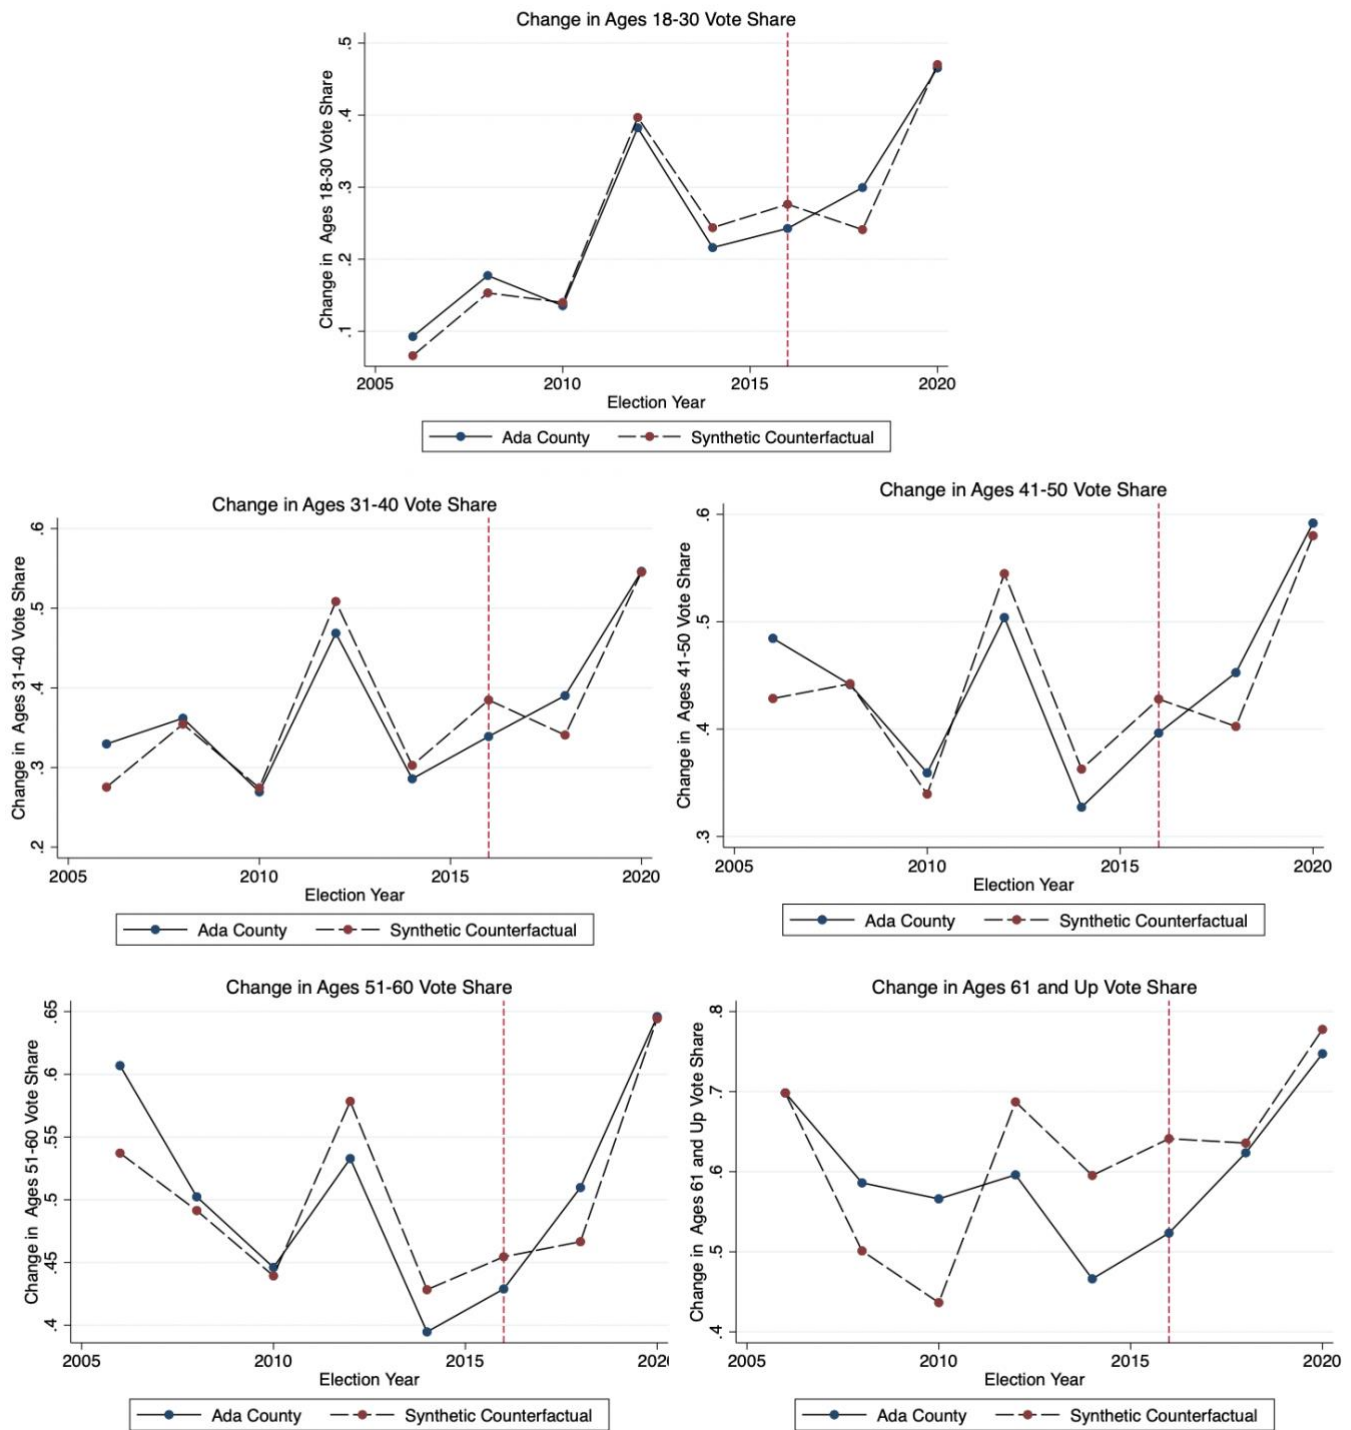 Change in Ages 18-30 Vote Share
Change in Ages 18-30 Vote Share
.5
.4
.3
.2
.1
2005 2010 2015 2020
Election Year
Ada County Synthetic Counterfactual
Change in Ages 31-40 Vote Share
Change in Ages 31-40 Vote Share
.6
.5
.4
.3
.2
2005 2010 2015 2020
Election Year
Ada County Synthetic Counterfactual
Change in Ages 41-50 Vote Share
Change in Ages 41-50 Vote Share
.6
.5
.4
.3
2005 2010 2015 2020
Election Year
Ada County Synthetic Counterfactual
Change in Ages 51-60 Vote Share
Change in Ages 51-60 Vote Share
.65
.6
.55
.5
.45
.4
2005 2010 2015 202
Election Year
Ada County Synthetic Counterfactual
Change in Ages 61 and Up Vote Share
Change in Ages 61 and Up Vote Share
.8
.7
.6
.5
.4
2005 2010 2015 2020
Election Year
Ada County Synthetic Counterfactual